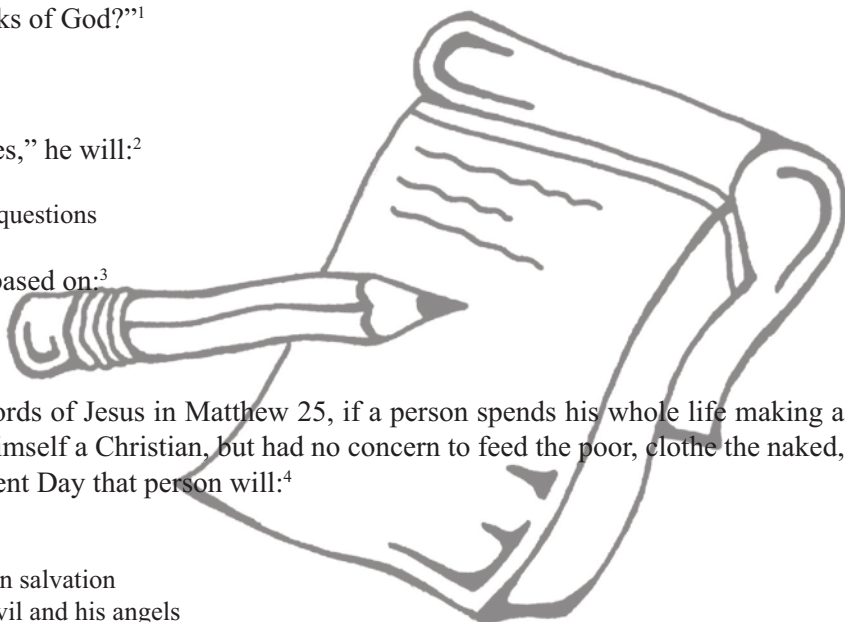 ks of God?”¹
es,” he will:²
questions
based on:³
ords of Jesus in Matthew 25, if a person spends his whole life making a
imself a Christian, but had no concern to feed the poor, clothe the naked,
ent Day that person will:⁴
n salvation
vil and his angels